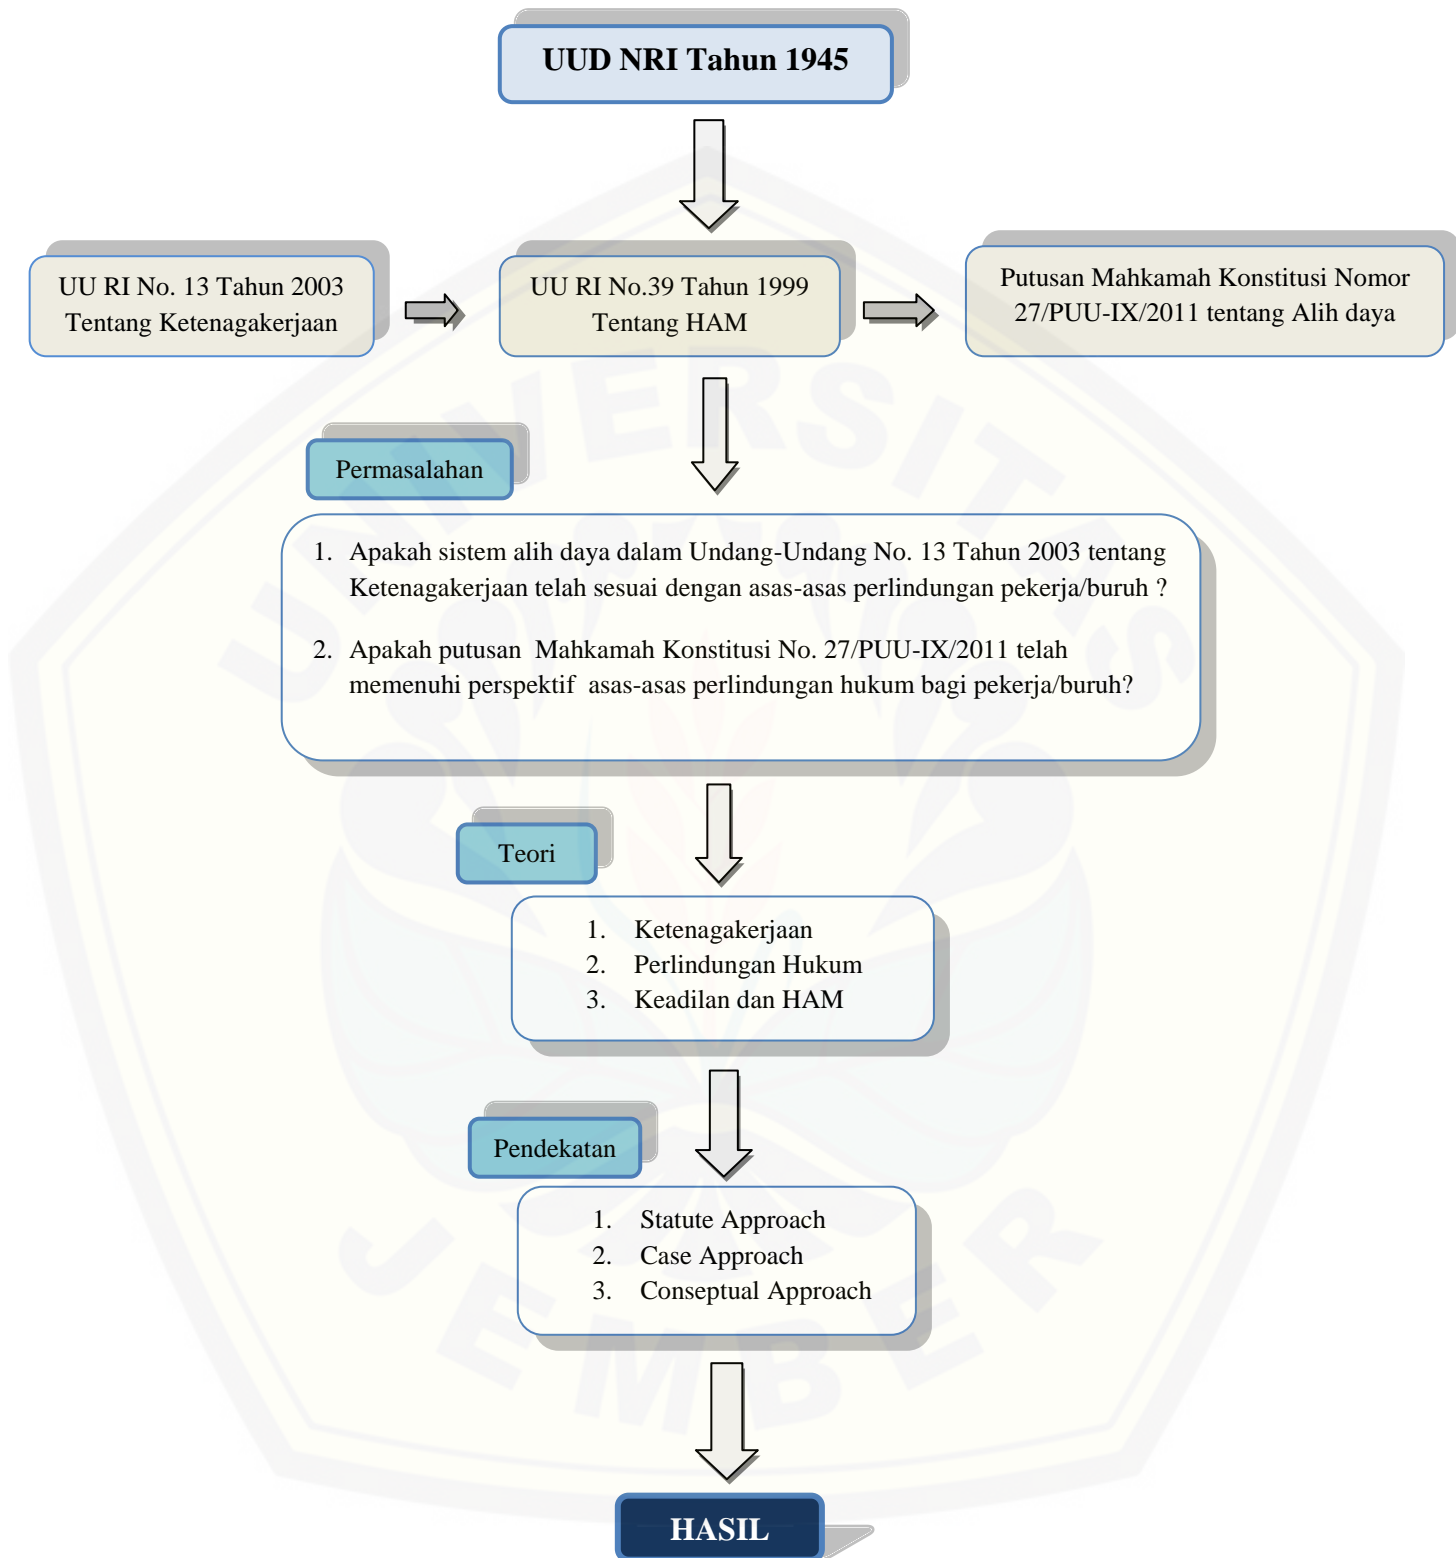 UUD NRI Tahun 1945
UU RI No. 13 Tahun 2003
Tentang Ketenagakerjaan
UU RI No.39 Tahun 1999
Tentang HAM
Putusan Mahkamah Konstitusi Nomor
27/PUU-IX/2011 tentang Alih daya
Permasalahan
1. Apakah sistem alih daya dalam Undang-Undang No. 13 Tahun 2003 tentang
Ketenagakerjaan telah sesuai dengan asas-asas perlindungan pekerja/buruh ?
2. Apakah putusan  Mahkamah Konstitusi No. 27/PUU-IX/2011 telah
memenuhi perspektif  asas-asas perlindungan hukum bagi pekerja/buruh?
Teori
1. Ketenagakerjaan
2. Perlindungan Hukum
3. Keadilan dan HAM
Pendekatan
1. Statute Approach
2. Case Approach
3. Conseptual Approach
HASIL
UNIVERSITAS
JEMBER